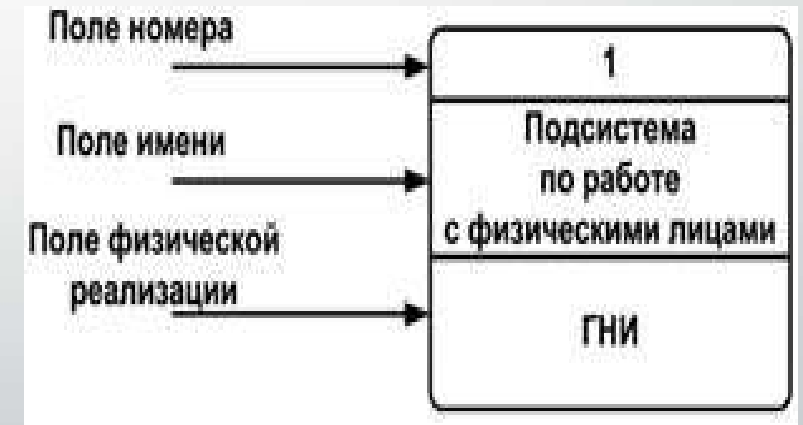 Поле номера
1
Поле имени
Подсистема
по работе
с физическими лицами
Поле физической
реализации
ГНИ